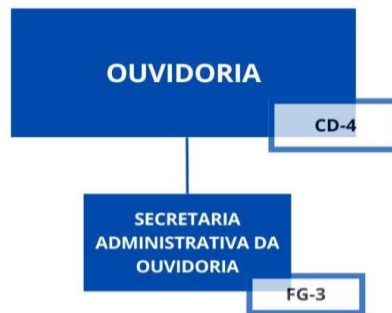 OUVIDORIA
CD-4
SECRETARIA
ADMINISTRATIVA DA
OUVIDORIA
FG-3